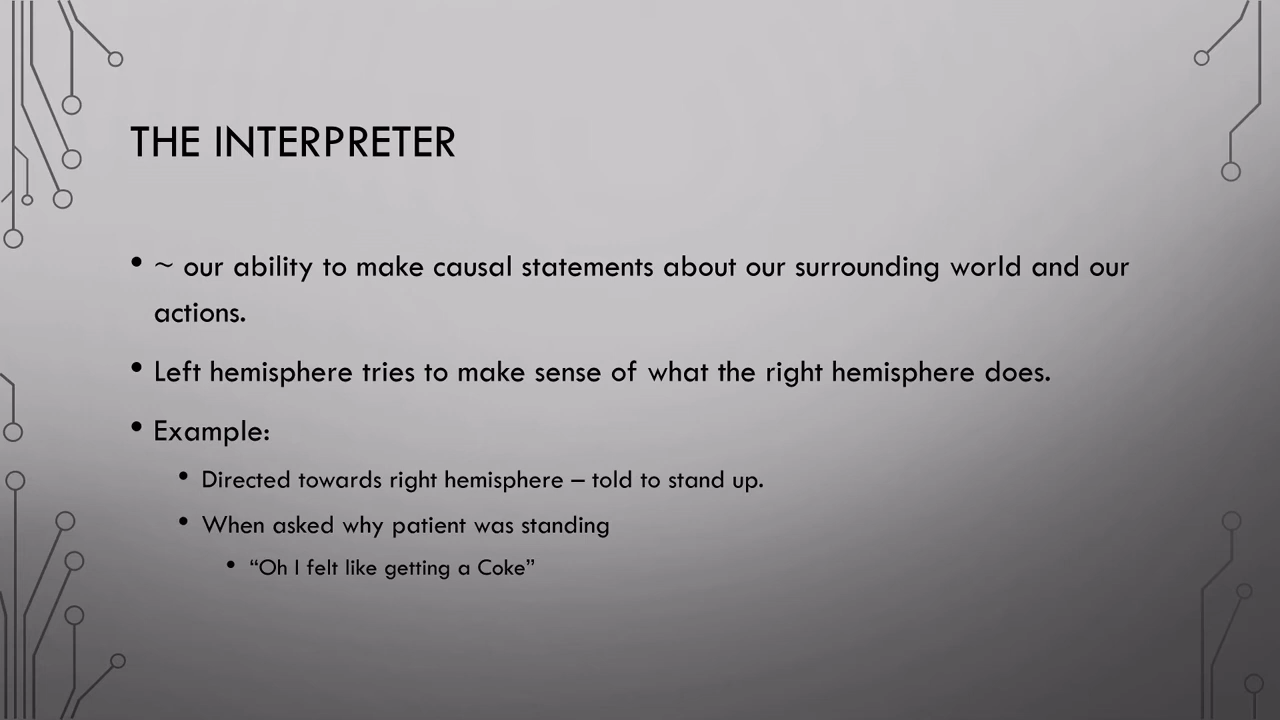 THE INTERPRETER
• ~ our ability to make causal statements about our surrounding world and our
actions.
• Left hemisphere tries to make sense of what the right hemisphere does.
• Example:
• Directed towards right hemisphere – told to stand up.
• When asked why patient was standing
• “Oh I felt like getting a Coke”